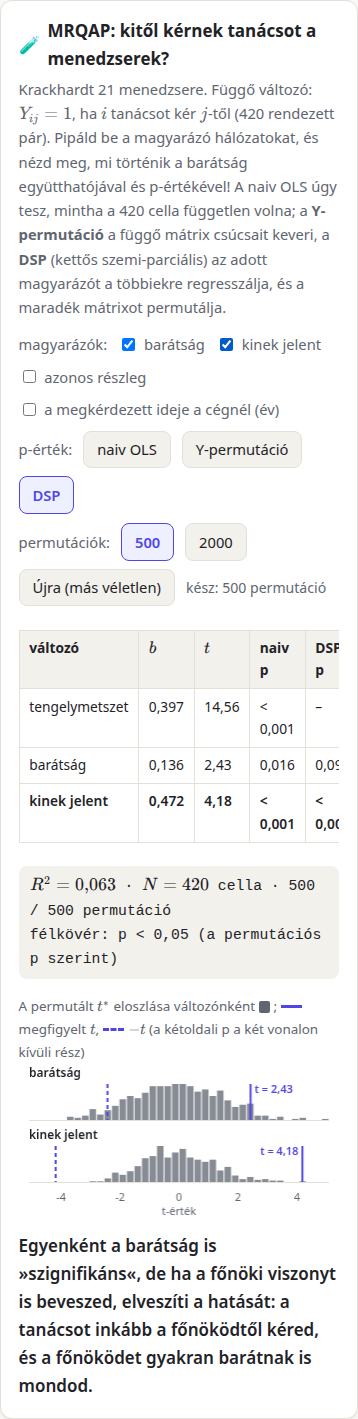 🧪 MRQAP: kitől kérnek tanácsot a
menedzserek?
Krackhardt 21 menedzsere. Függő változó:
Y_{ij} = 1, ha i tanácsot kér j-től (420 rendezett
pár). Pipáld be a magyarázó hálózatokat, és
nézd meg, mi történik a barátság
együtthatójával és p-értékével! A naiv OLS úgy
tesz, mintha a 420 cella független volna; a Y-
permutáció a függő mátrix csúcsait keveri, a
DSP (kettős szemi-parciális) az adott
magyarázót a többiekre regresszálja, és a
maradék mátrixot permutálja.
magyarázók: barátság kinek jelent
azonos részleg
a megkérdezett ideje a cégnél (év)
p-érték: naiv OLS Y-permutáció
DSP
permutációk: 500 2000
Újra (más véletlen) kész: 500 permutáció
változó b t naiv p DSP p
tengelymetszet 0,397 14,56 < 0,001 –
barátság 0,136 2,43 0,016
kinek jelent 0,472 4,18 < 0,001 <
R² = 0,063 · N = 420 cella · 500
/ 500 permutáció
félkövér: p < 0,05 (a permutációs
p szerint)
A permutált t* eloszlása változónként ; 
megfigyelt t, −t (a kétoldali p a két vonalon
kívüli rész)
barátság
t = 2,43
kinek jelent
t = 4,18
-4 -2 0 2 4
t-érték
Egyenként a barátság is
»szignifikáns«, de ha a főnöki viszonyt
is beveszed, elveszíti a hatását: a
tanácsot inkább a főnöködtől kéred,
és a főnöködet gyakran barátnak is
mondod.